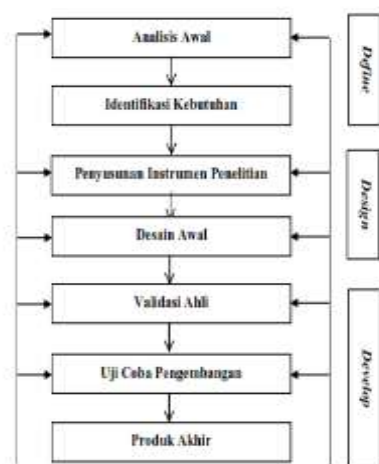 Analisis Awal
Define
Identifikasi Kebutuhan
Penyusunan Instrumen Penelitian
Design
Desain Awal
Validasi Ahli
Develop
Uji Coba Pengembangan
Produk Akhir